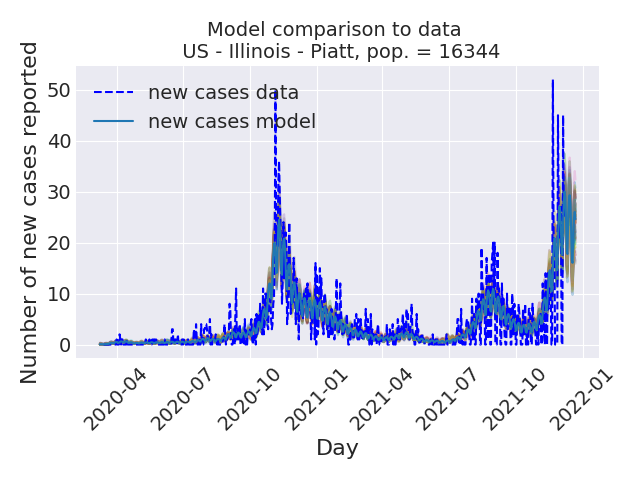 Model comparison to data
US - Illinois - Piatt, pop. = 16344
Number of new cases reported
50
40
30
20
10
0
new cases data
new cases model
2020-04
2020-07
2020-10
2021-01
2021-04
2021-07
2021-10
2022-01
Day